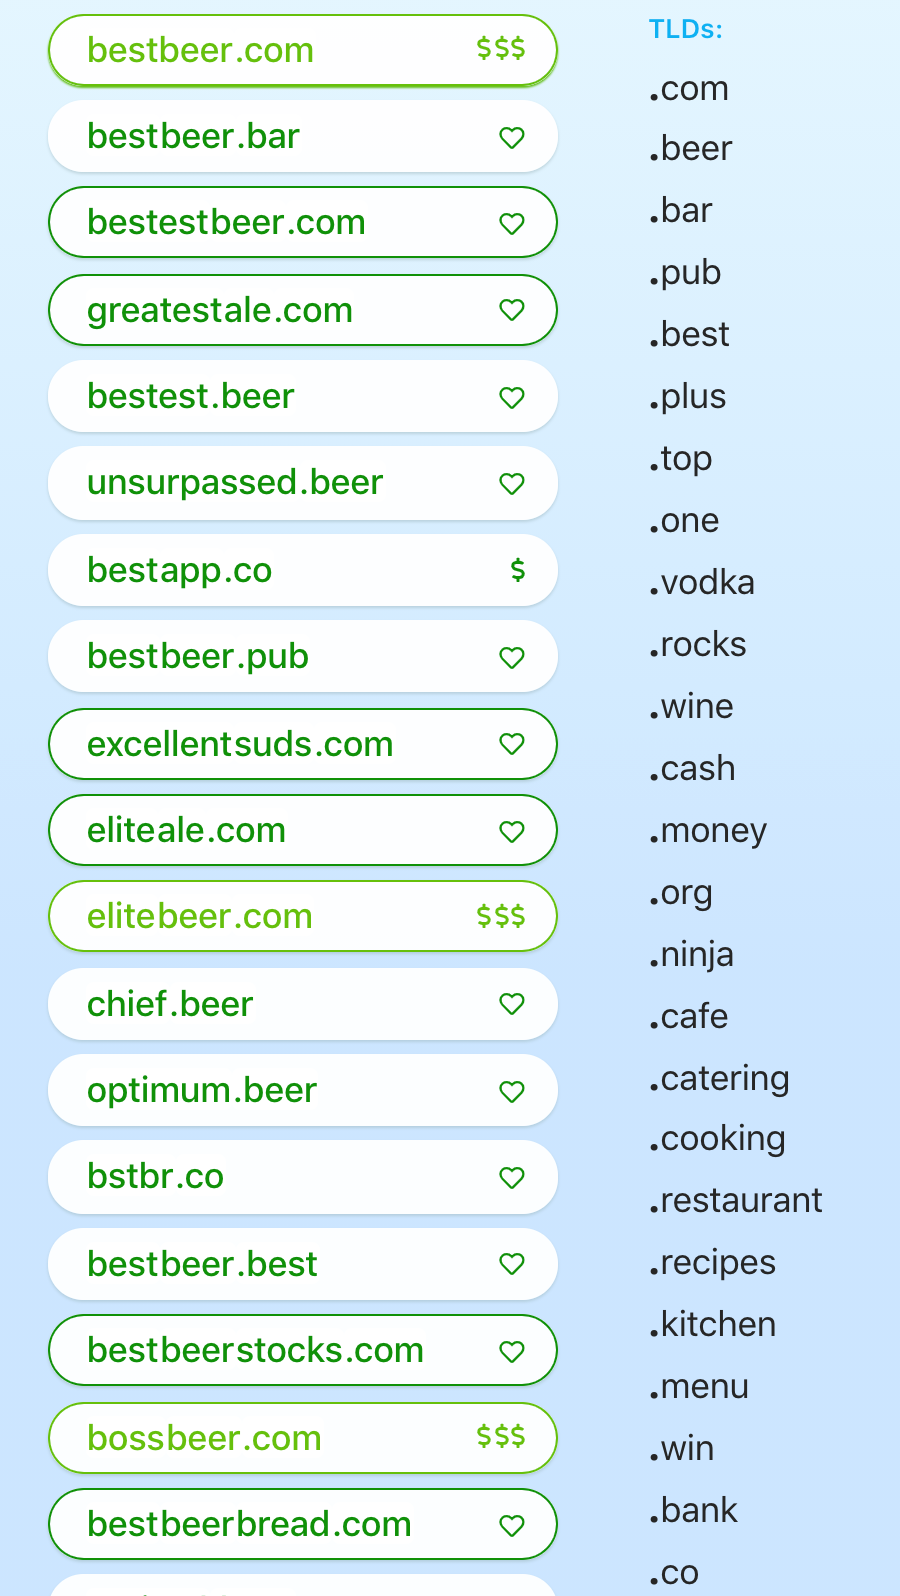 bestbeer.com $$$
bestbeer.bar
bestestbeer.com
greatestale.com
bestest.beer
unsurpassed.beer
bestapp.co $
bestbeer.pub
excellentsuds.com
eliteale.com
elitebeer.com $$$
chief.beer
optimum.beer
bstbr.co
bestbeer.best
bestbeerstocks.com
bossbeer.com $$$
bestbeerbread.com
TLDs:
.com
.beer
.bar
.pub
.best
.plus
.top
.one
.vodka
.rocks
.wine
.cash
.money
.org
.ninja
.cafe
.catering
.cooking
.restaurant
.recipes
.kitchen
.menu
.win
.bank
.co